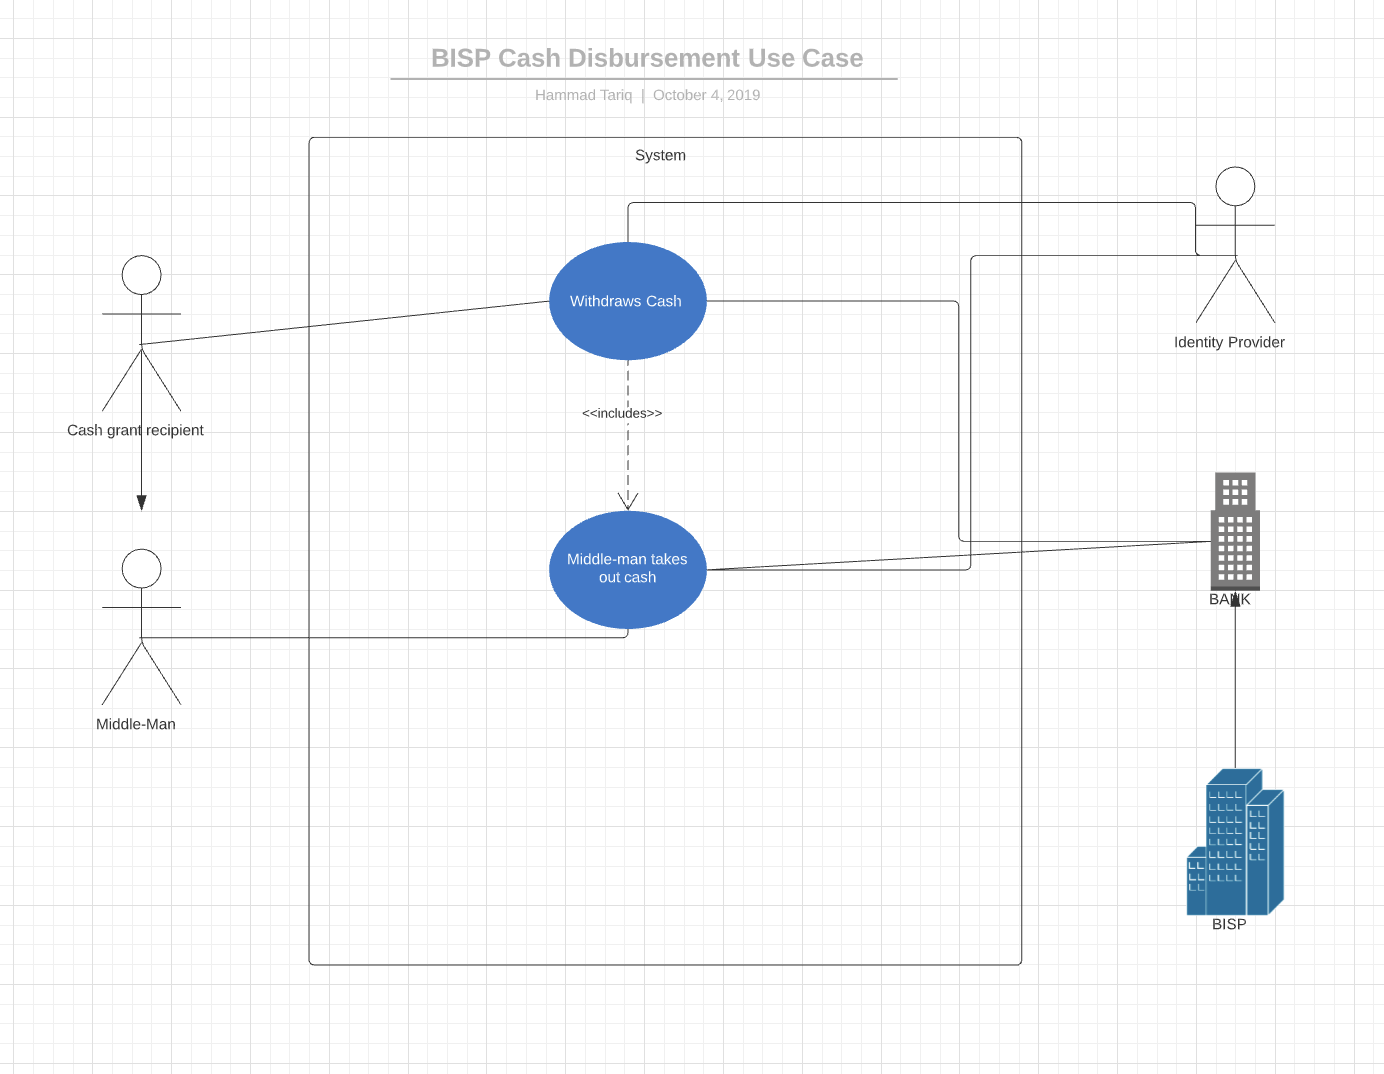 BISP Cash Disbursement Use Case
Hammad Tariq | October 4, 2019
System
Withdraws Cash
Identity Provider
<<includes>>
Cash grant recipient
Middle-man takes
out cash
BANK
Middle-Man
BISP